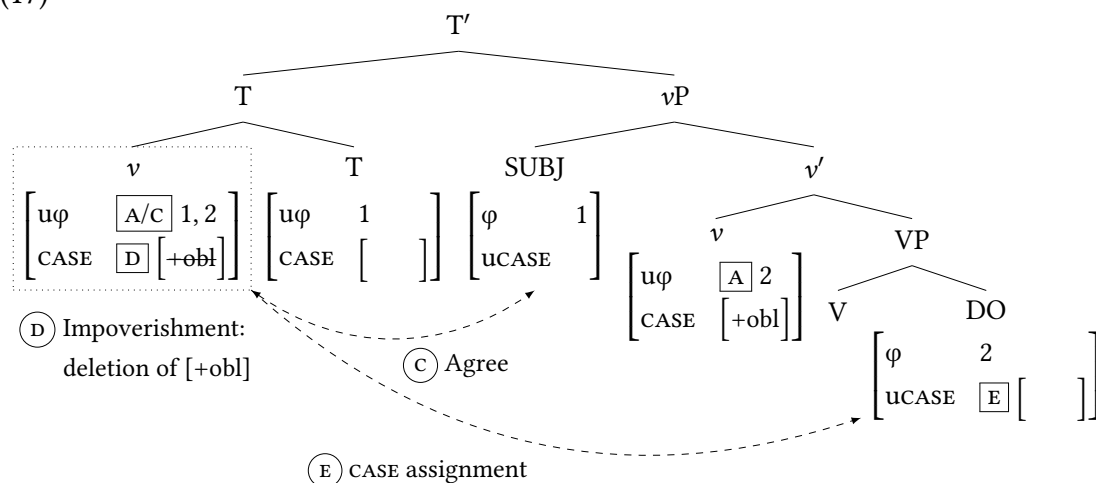 (17)
T′
T vP
v T SUBJ v′
uφ A/C 1, 2 uφ 1 φ 1 v VP
CASE D [+obl] CASE [ ] uCASE
uφ A 2 V DO
CASE [+obl]
D Impoverishment:
deletion of [+obl]
C Agree
φ 2
uCASE E [ ]
E CASE assignment